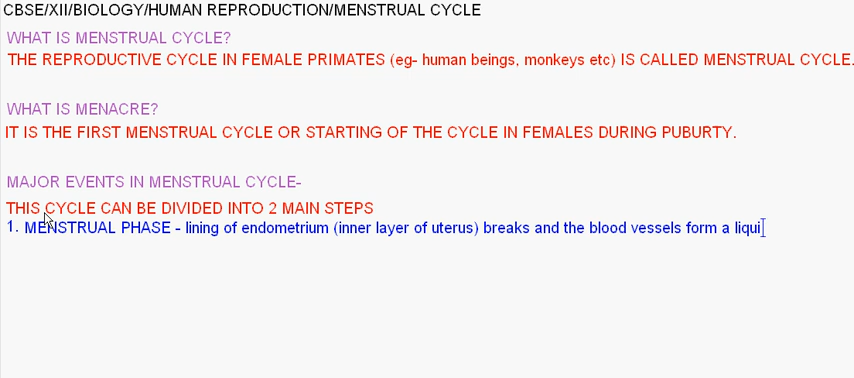 CBSE/XII/BIOLOGY/HUMAN REPRODUCTION/MENSTRUAL CYCLE
WHAT IS MENSTRUAL CYCLE?
THE REPRODUCTIVE CYCLE IN FEMALE PRIMATES (eg- human beings, monkeys etc) IS CALLED MENSTRUAL CYCLE.
WHAT IS MENACRE?
IT IS THE FIRST MENSTRUAL CYCLE OR STARTING OF THE CYCLE IN FEMALES DURING PUBURTY.
MAJOR EVENTS IN MENSTRUAL CYCLE-
THIS CYCLE CAN BE DIVIDED INTO 2 MAIN STEPS
1. MENSTRUAL PHASE - lining of endometrium (inner layer of uterus) breaks and the blood vessels form a liqui